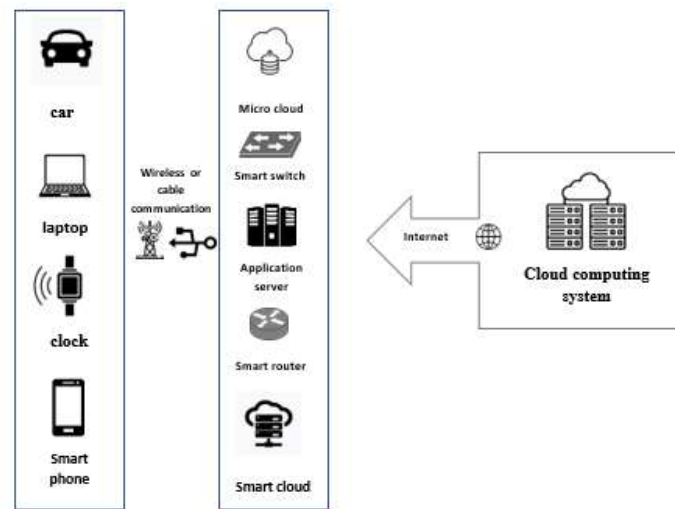 car
laptop
clock
Smart
phone
Wireless or
cable
communication
Micro cloud
Smart switch
Application
server
Smart router
Smart cloud
Internet
Cloud computing
system